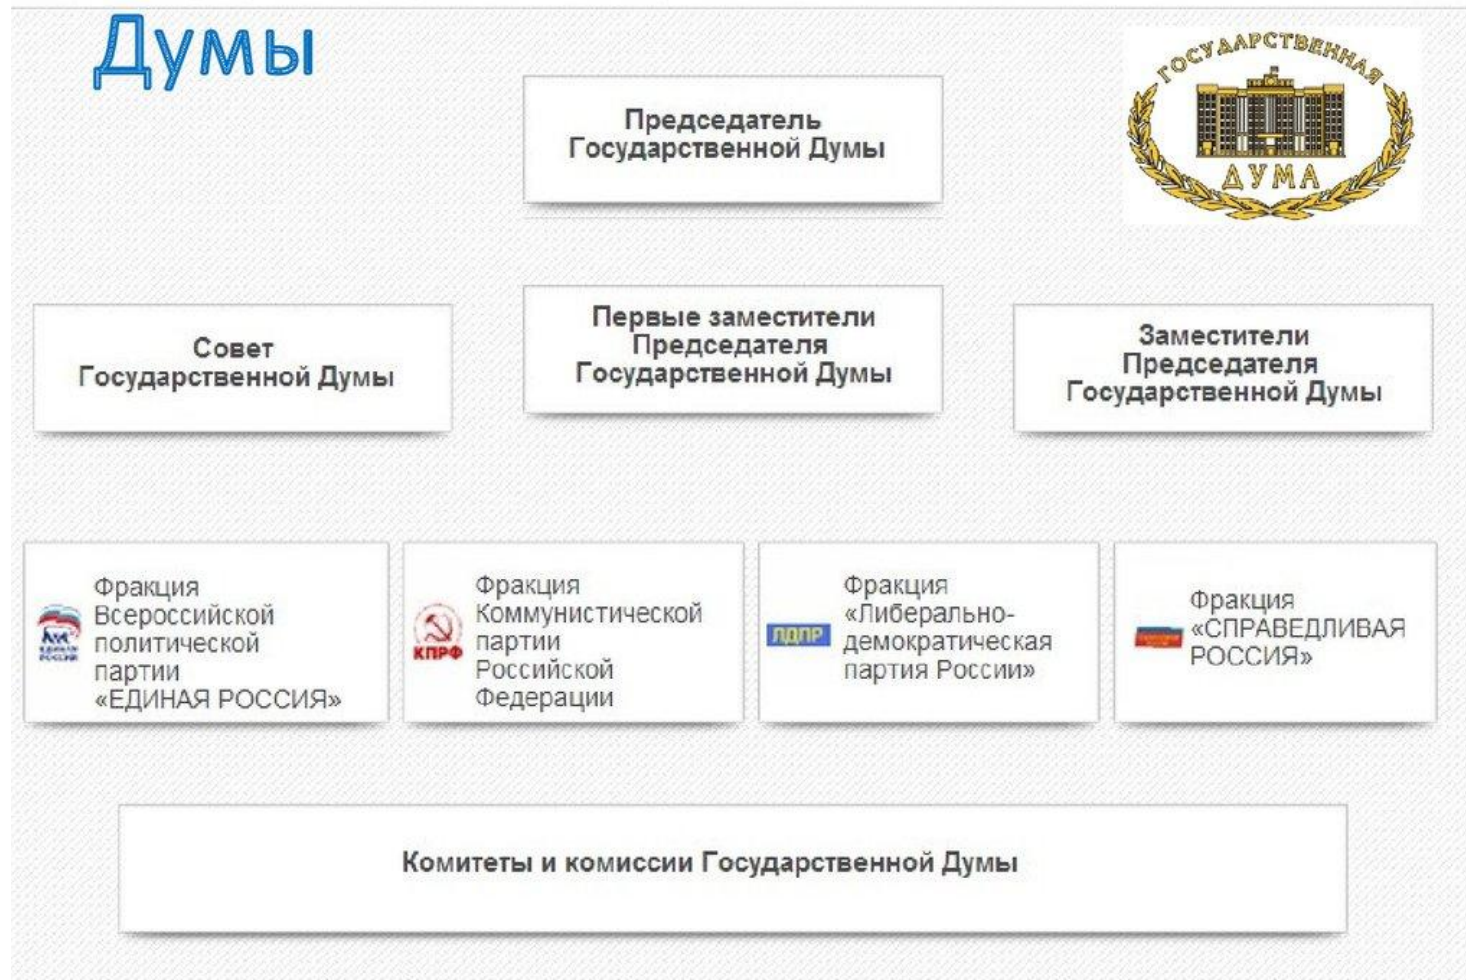 Думы
ГОСУДАРСТВЕННАЯ
ДУМА
Председатель
Государственной Думы
Совет
Государственной Думы
Первые заместители
Председателя
Государственной Думы
Заместители
Председателя
Государственной Думы
Фракция
Всероссийской
политической
партии
«ЕДИНАЯ РОССИЯ»
ЕДИНАЯ
РОССИЯ
Фракция
Коммунистической
партии
Российской
Федерации
КПРФ
Фракция
«Либерально-
демократическая
партия России»
ЛДПР
Фракция
«СПРАВЕДЛИВАЯ
РОССИЯ»
Комитеты и комиссии Государственной Думы